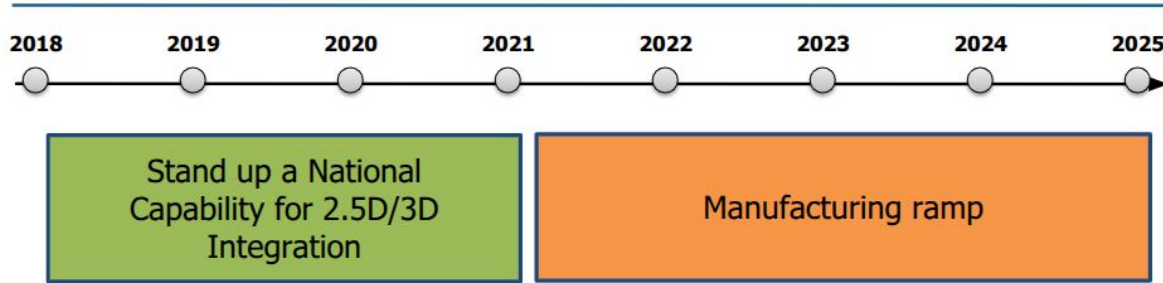 2018 2019 2020 2021 2022 2023 2024 2025
Stand up a National
Capability for 2.5D/3D
Integration
Manufacturing ramp